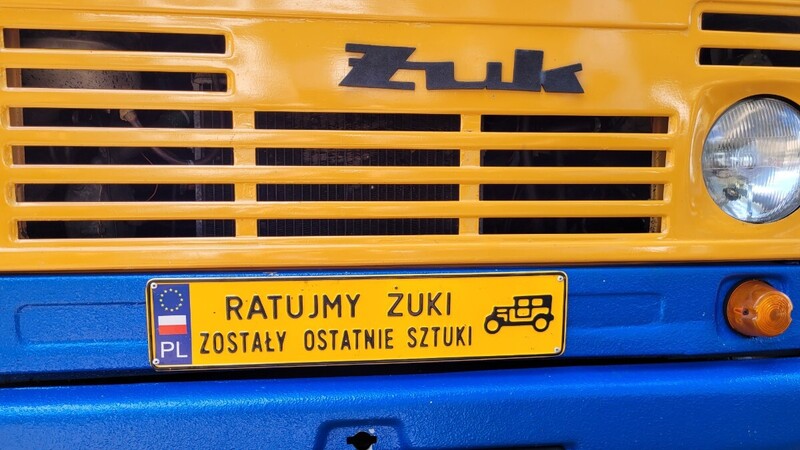 Żuk
RATUJMY ŻUKI
ZOSTAŁY OSTATNIE SZTUKI
PL